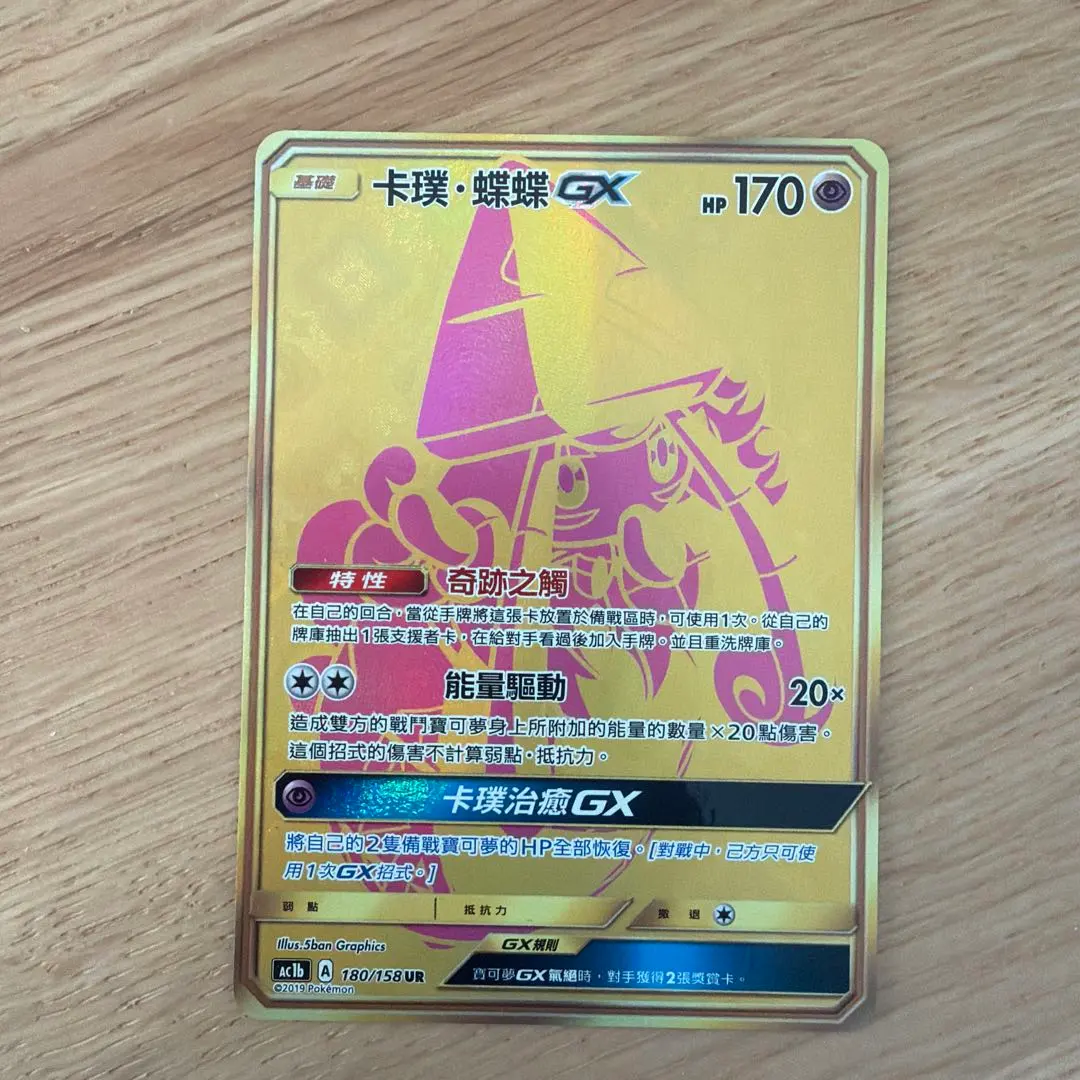 基礎 卡璞・蝶蝶GX HP 170
特性 奇跡之觸
在自己的回合，當從手牌將這張卡放置於備戰區時，可使用1次。從自己的
牌庫抽出1張支援者卡，在給對手看過後加入手牌。並且重洗牌庫。
能量驅動 20×
造成雙方的戰鬥寶可夢身上所附加的能量的數量×20點傷害。
這個招式的傷害不計算弱點・抵抗力。
卡璞治癒GX
將自己的2隻備戰寶可夢的HP全部恢復。[對戰中，己方只可使
用1次GX招式。]
弱點 抵抗力 撤退
Illus.5ban Graphics GX規則
AC1b A 180/158 UR 寶可夢GX氣絕時，對手獲得2張獎賞卡。
©2019 Pokémon